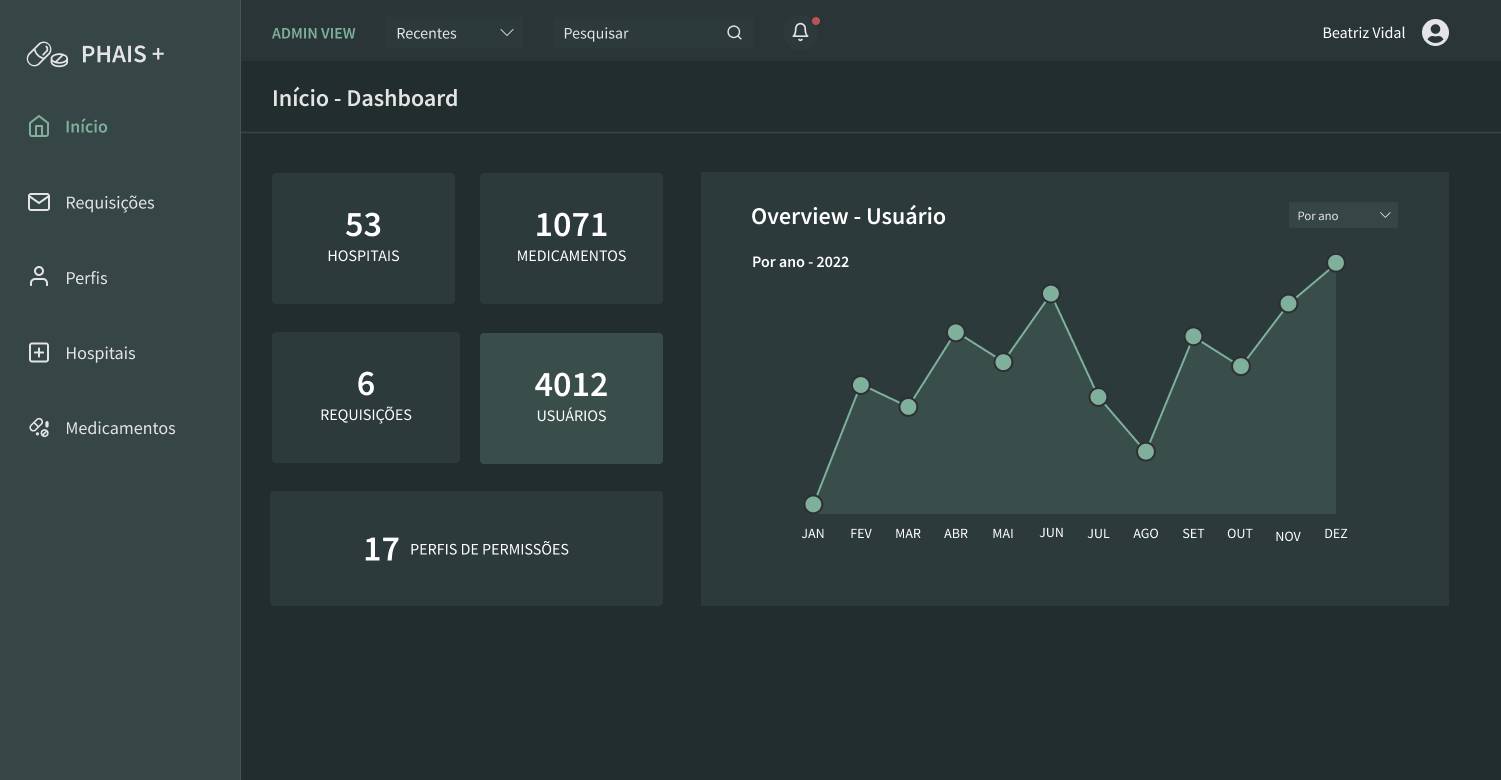 PHAIS +
Início
Requisições
Perfis
Hospitais
Medicamentos
ADMIN VIEW
Recentes
Pesquisar
Beatriz Vidal
Início - Dashboard
53
HOSPITAIS
1071
MEDICAMENTOS
6
REQUISIÇÕES
4012
USUÁRIOS
17 PERFIS DE PERMISSÕES
Overview - Usuário
Por ano
Por ano - 2022
JAN FEV MAR ABR MAI JUN JUL AGO SET OUT NOV DEZ